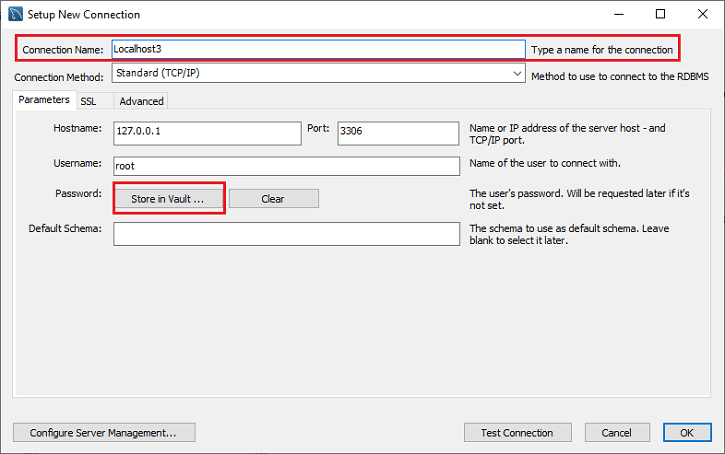 Setup New Connection
Connection Name: Localhost3 Type a name for the connection
Connection Method: Standard (TCP/IP) Method to use to connect to the RDBMS
Parameters SSL Advanced
Hostname: 127.0.0.1 Port: 3306 Name or IP address of the server host - and
TCP/IP port.
Username: root Name of the user to connect with.
Password: Store in Vault ... Clear The user's password. Will be requested later if it's
not set.
Default Schema: The schema to use as default schema. Leave
blank to select it later.
Configure Server Management... Test Connection Cancel OK